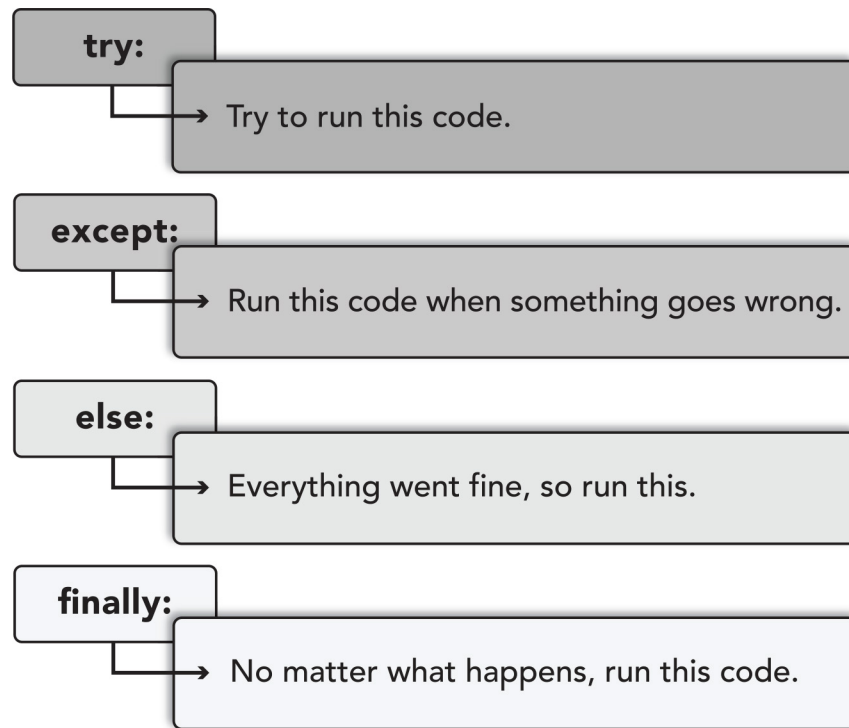 try:
Try to run this code.
except:
Run this code when something goes wrong.
else:
Everything went fine, so run this.
finally:
No matter what happens, run this code.